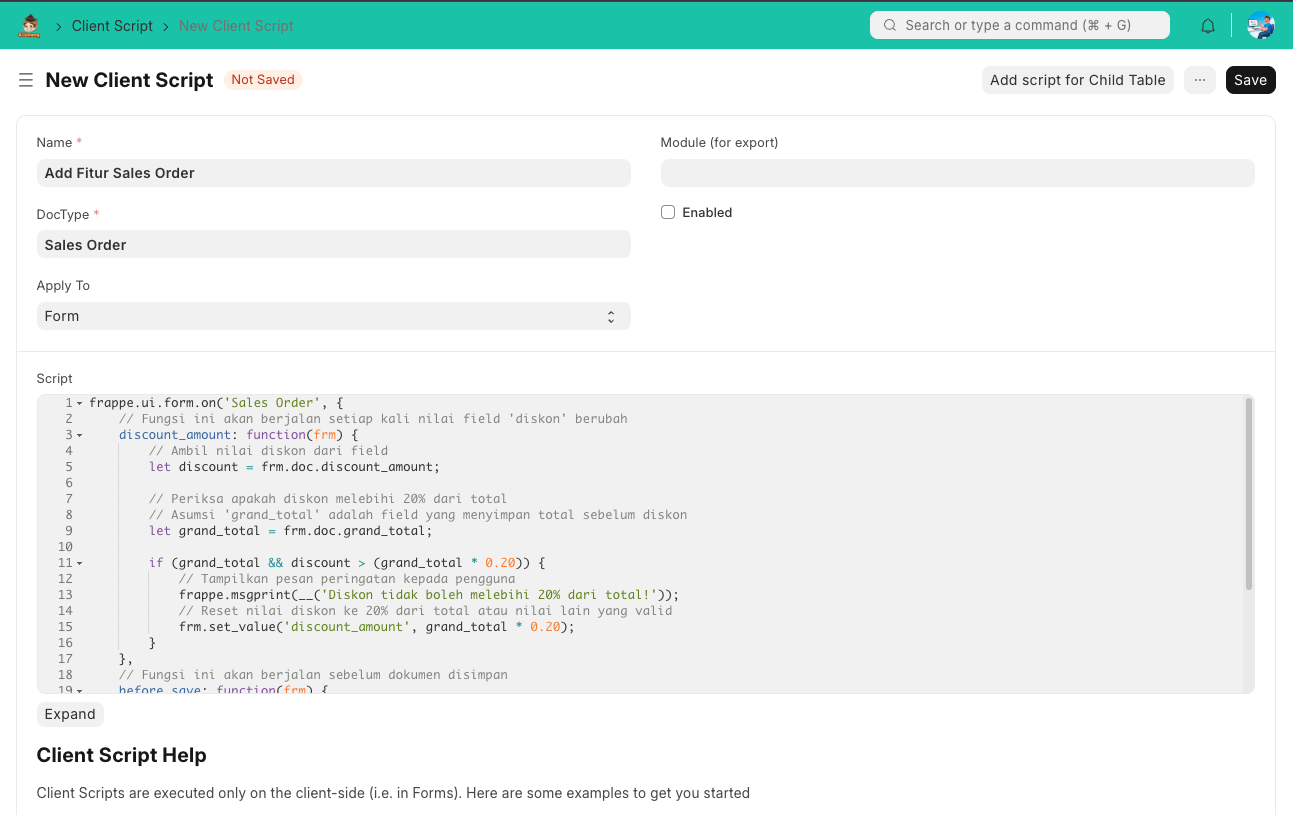 Client Script
New Client Script
Search or type a command (⌘ + G)
New Client Script
Not Saved
Add script for Child Table
...
Save
Name *
Add Fitur Sales Order
Module (for export)
DocType *
Sales Order
Enabled
Apply To
Form
Script
1 frappe.ui.form.on('Sales Order', {
2     // Fungsi ini akan berjalan setiap kali nilai field 'diskon' berubah
3     discount_amount: function(frm) {
4         // Ambil nilai diskon dari field
5         let discount = frm.doc.discount_amount;
6
7         // Periksa apakah diskon melebihi 20% dari total
8         // Asumsi 'grand_total' adalah field yang menyimpan total sebelum diskon
9         let grand_total = frm.doc.grand_total;
10
11         if (grand_total && discount > (grand_total * 0.20)) {
12             // Tampilkan pesan peringatan kepada pengguna
13             frappe.msgprint(__('Diskon tidak boleh melebihi 20% dari total!'));
14             // Reset nilai diskon ke 20% dari total atau nilai lain yang valid
15             frm.set_value('discount_amount', grand_total * 0.20);
16         }
17     },
18     // Fungsi ini akan berjalan sebelum dokumen disimpan
19     before_save: function(frm) {
Expand
Client Script Help
Client Scripts are executed only on the client-side (i.e. in Forms). Here are some examples to get you started